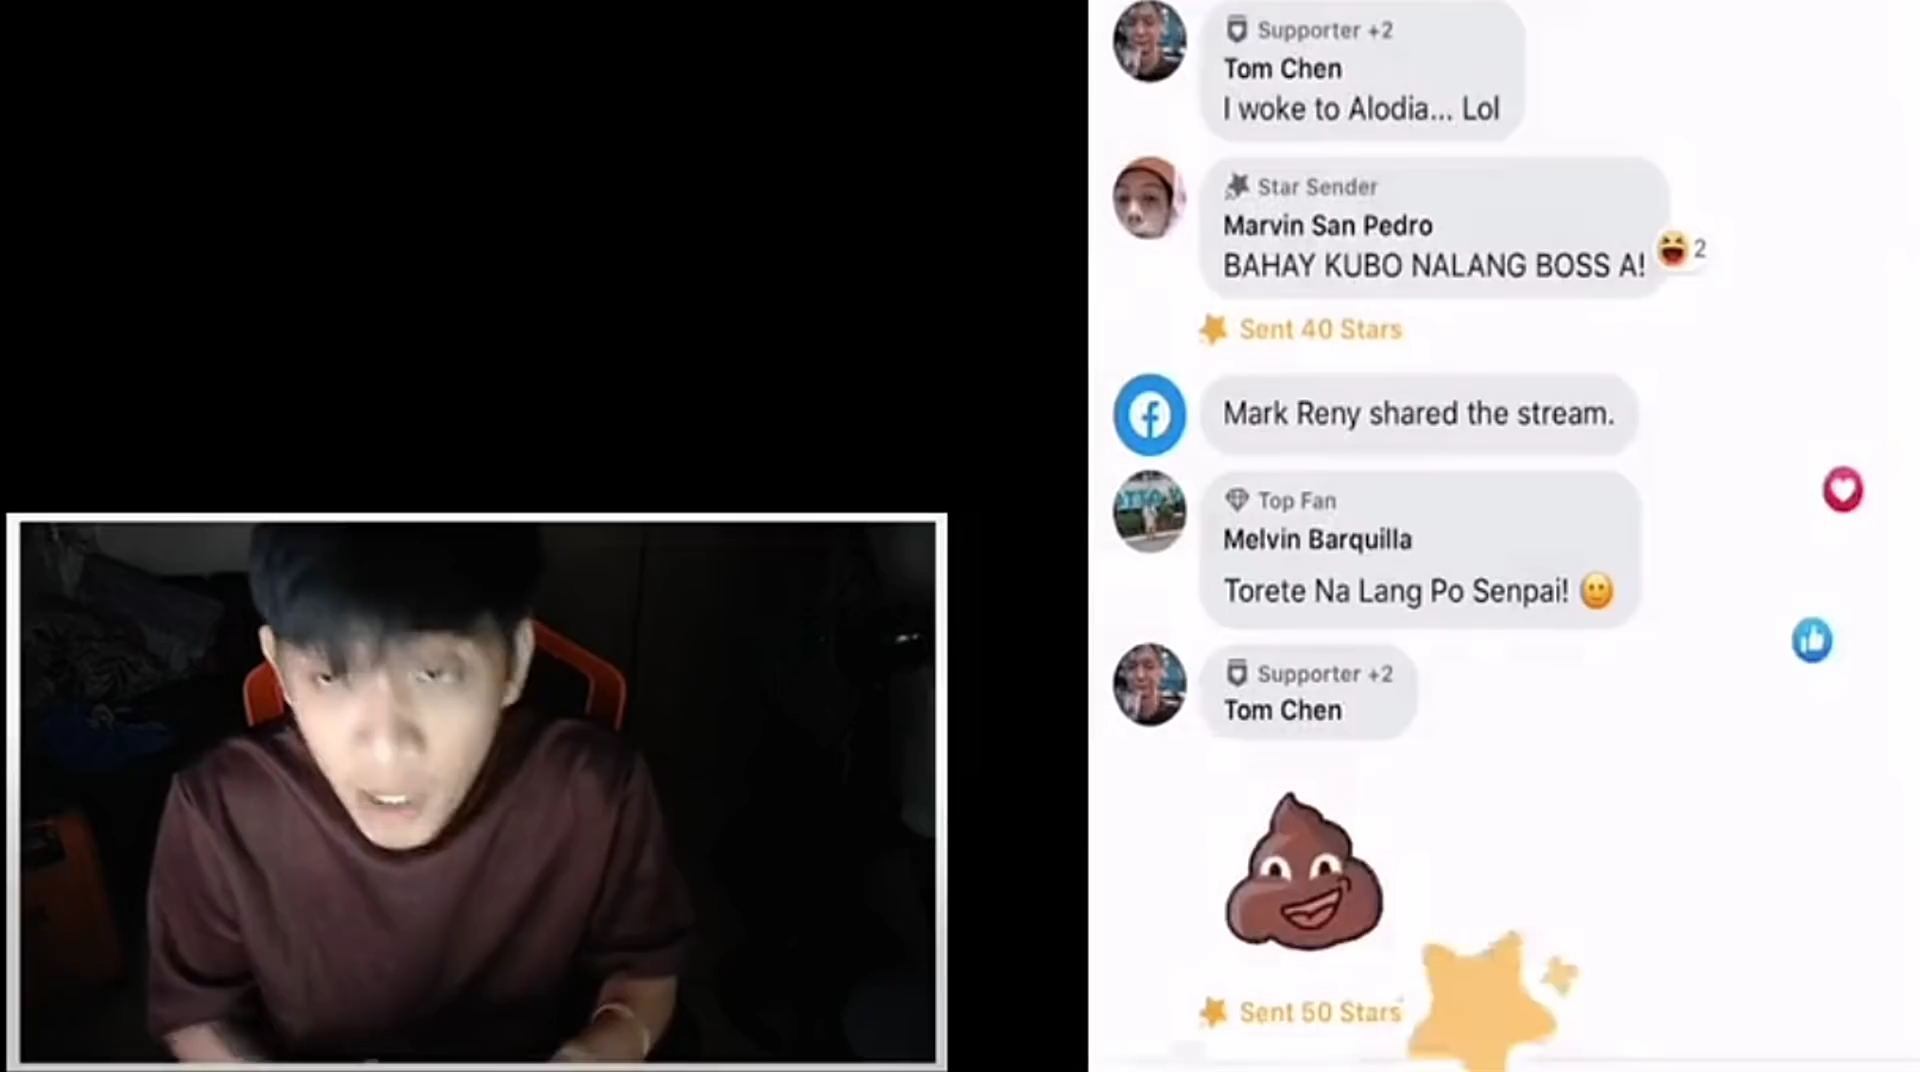 Supporter +2
Tom Chen
I woke to Alodia... Lol
Star Sender
Marvin San Pedro
BAHAY KUBO NALANG BOSS A!
2
Sent 40 Stars
Mark Reny shared the stream.
Top Fan
Melvin Barquilla
Torete Na Lang Po Senpai!
Supporter +2
Tom Chen
Sent 50 Stars